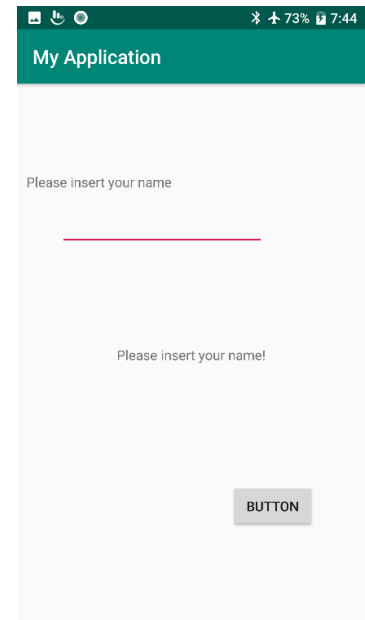 73% 7:44
My Application
Please insert your name
Please insert your name!
BUTTON